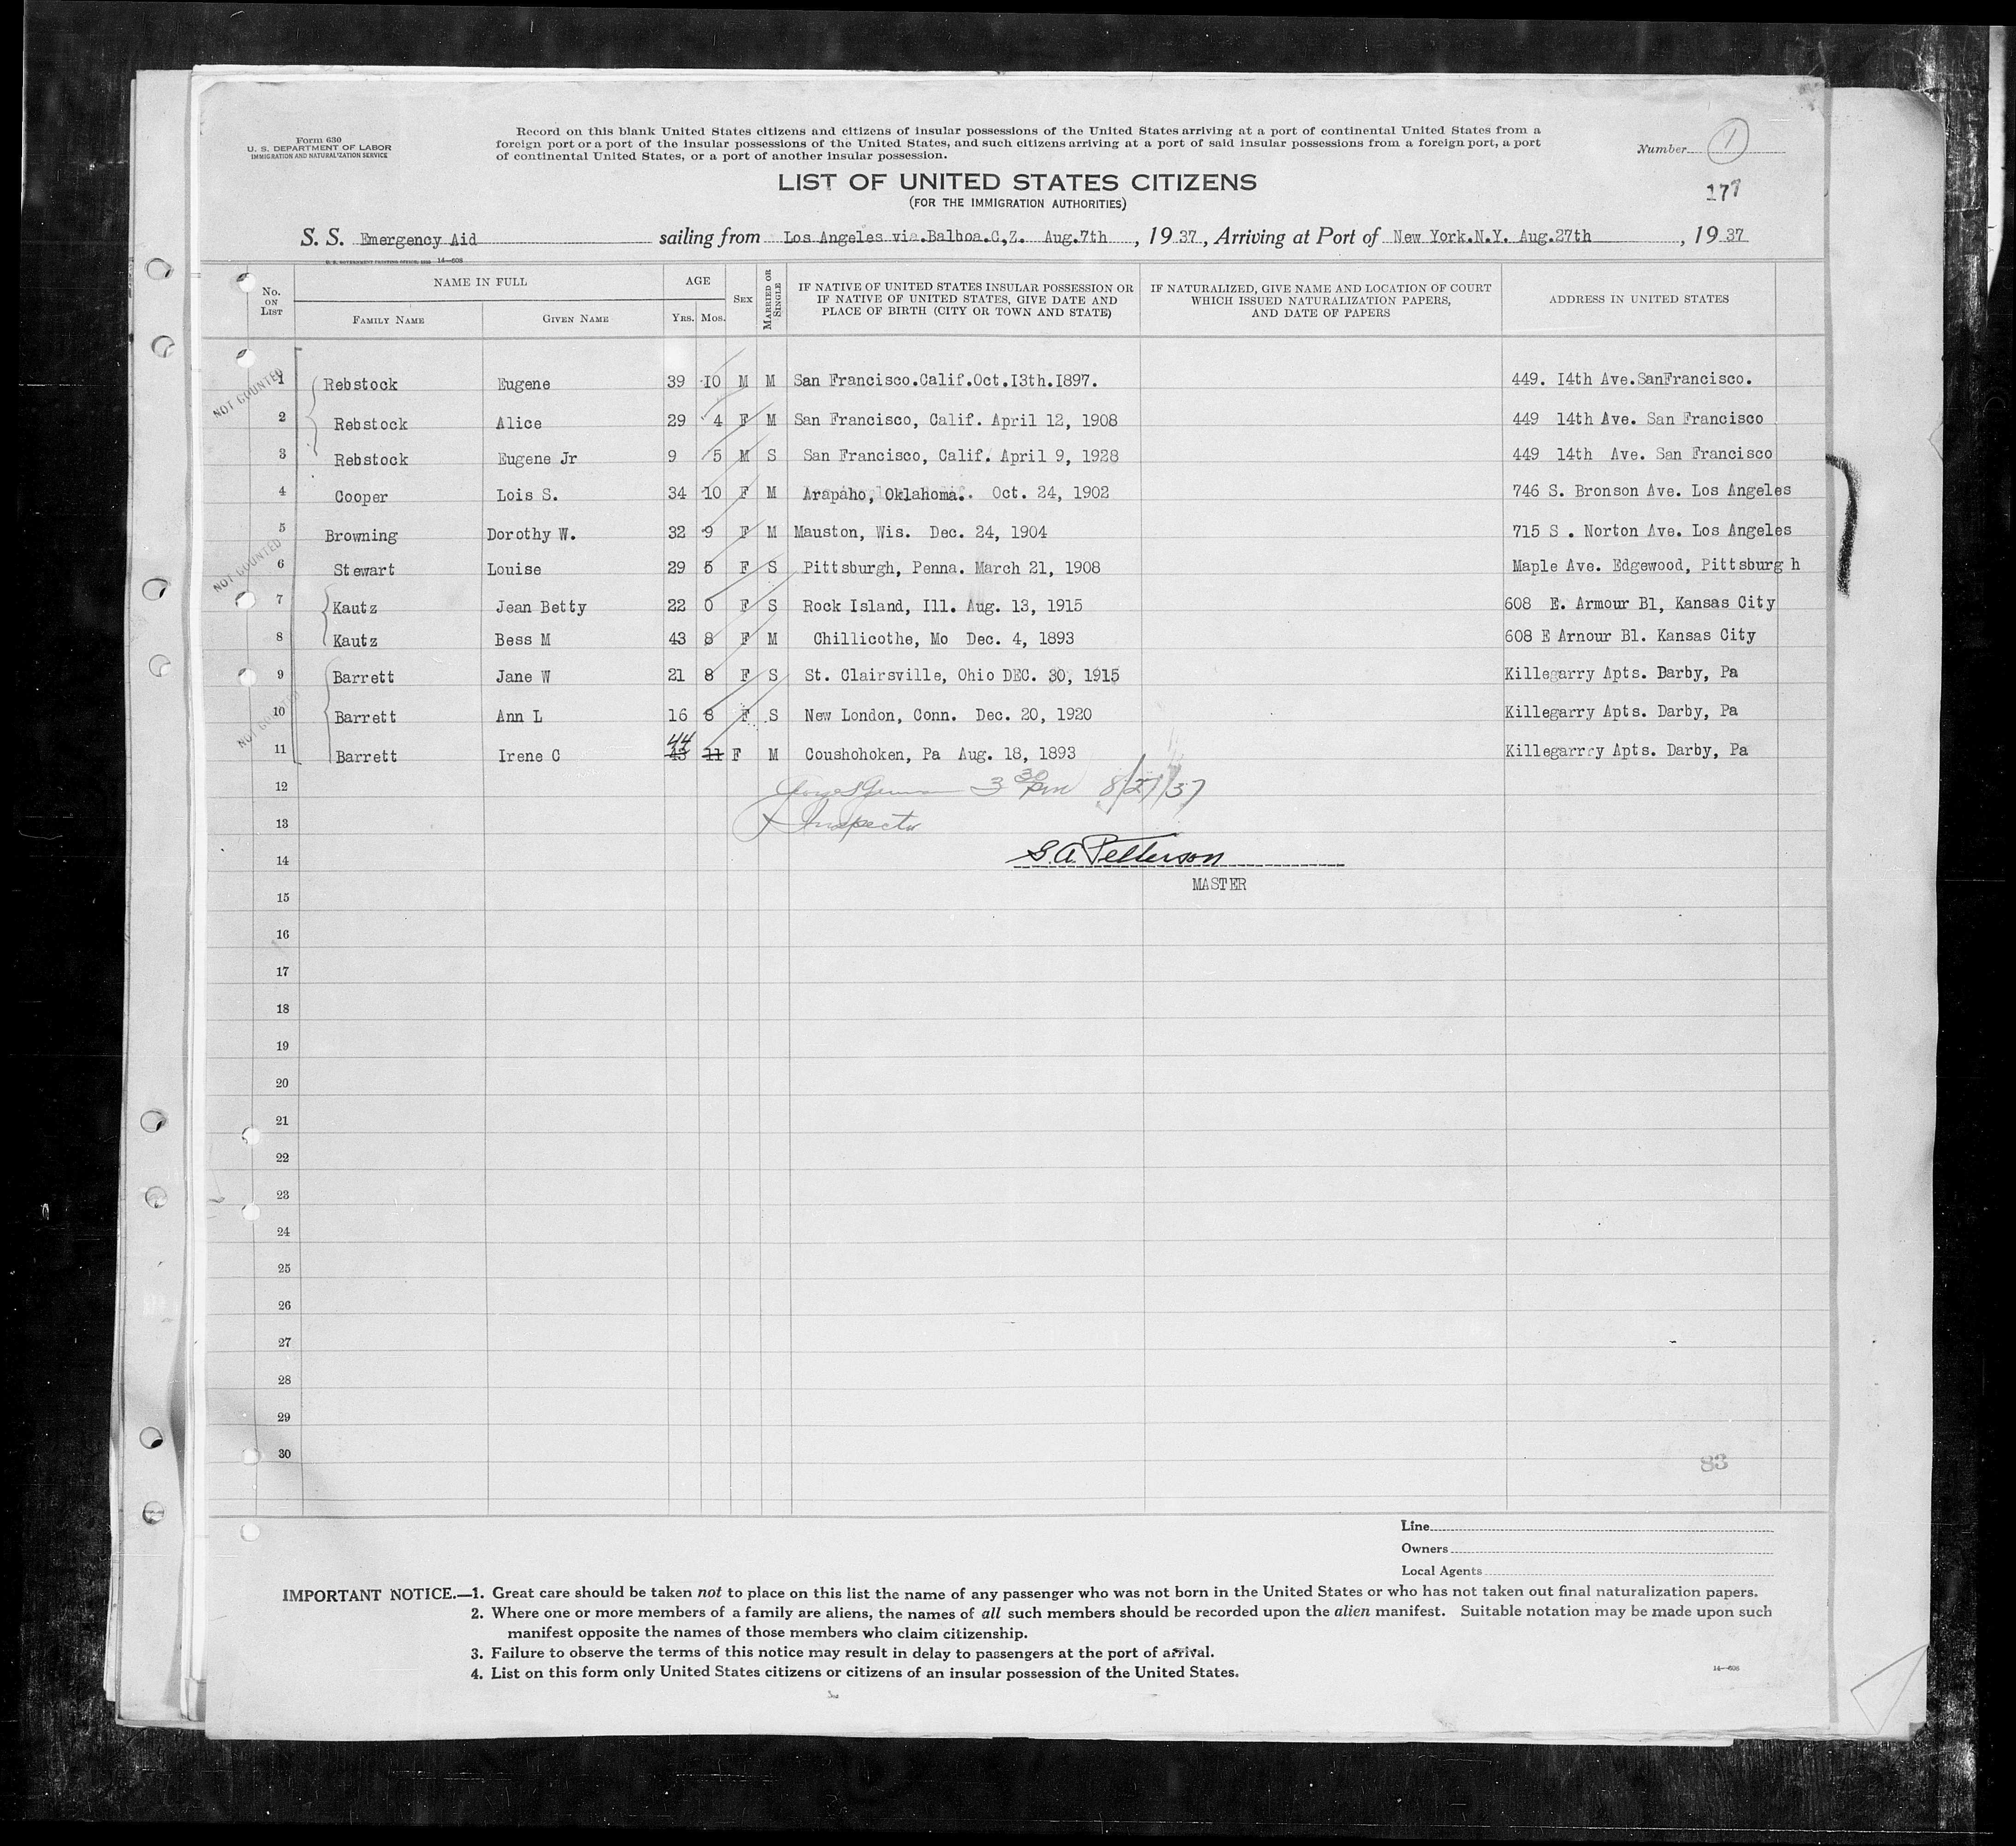 Form 630
U. S. DEPARTMENT OF LABOR
IMMIGRATION AND NATURALIZATION SERVICE
Record on this blank United States citizens and citizens of insular possessions of the United States arriving at a port of continental United States from a
foreign port or a port of the insular possessions of the United States, and such citizens arriving at a port of said insular possessions from a foreign port, a port
of continental United States, or a port of another insular possession.
Number 1
177
LIST OF UNITED STATES CITIZENS
(FOR THE IMMIGRATION AUTHORITIES)
S. S. Emergency Aid sailing from Los Angeles via.Balboa.C,Z. Aug.7th , 19 37 , Arriving at Port of New York.N.Y. Aug.27th , 19 37
U. S. GOVERNMENT PRINTING OFFICE: 14—608
No. ON LIST NAME IN FULL FAMILY NAME GIVEN NAME AGE YRS. MOS. SEX MARRIED OR SINGLE IF NATIVE OF UNITED STATES INSULAR POSSESSION OR IF NATIVE OF UNITED STATES, GIVE DATE AND PLACE OF BIRTH (CITY OR TOWN AND STATE) IF NATURALIZED, GIVE NAME AND LOCATION OF COURT WHICH ISSUED NATURALIZATION PAPERS, AND DATE OF PAPERS ADDRESS IN UNITED STATES
NOT COUNTED
1 Rebstock Eugene 39 10 M M San Francisco.Calif.Oct.I3th.I897. 449. I4th Ave.SanFrancisco.
2 Rebstock Alice 29 4 F M San Francisco, Calif. April 12, 1908 449 14th Ave. San Francisco
3 Rebstock Eugene Jr 9 5 M S San Francisco, Calif. April 9, 1928 449 14th Ave. San Francisco
4 Cooper Lois S. 34 10 F M Arapaho, Oklahoma. Oct. 24, 1902 746 S. Bronson Ave. Los Angeles
5 Browning Dorothy W. 32 9 F M Mauston, Wis. Dec. 24, 1904 715 S . Norton Ave. Los Angeles
NOT COUNTED
6 Stewart Louise 29 5 F S Pittsburgh, Penna. March 21, 1908 Maple Ave. Edgewood, Pittsburg h
7 Kautz Jean Betty 22 0 F S Rock Island, Ill. Aug. 13, 1915 608 E. Armour Bl, Kansas City
8 Kautz Bess M 43 8 F M Chillicothe, Mo Dec. 4, 1893 608 E Arnour Bl. Kansas City
9 Barrett Jane W 21 8 F S St. Clairsville, Ohio DEC. 30, 1915 Killegarry Apts. Darby, Pa
NOT COUNTED
10 Barrett Ann L 16 8 F S New London, Conn. Dec. 20, 1920 Killegarry Apts. Darby, Pa
44
11 Barrett Irene C 43 11 F M Coushohoken, Pa Aug. 18, 1893 Killegarrry Apts. Darby, Pa
12 3 30 pm 8/27/37
13 Inspector
14 S. A. Petterson
MASTER
15
16
17
18
19
20
21
22
23
24
25
26
27
28
29
30
83
Line
Owners
Local Agents
IMPORTANT NOTICE.—1. Great care should be taken not to place on this list the name of any passenger who was not born in the United States or who has not taken out final naturalization papers.
2. Where one or more members of a family are aliens, the names of all such members should be recorded upon the alien manifest. Suitable notation may be made upon such
manifest opposite the names of those members who claim citizenship.
3. Failure to observe the terms of this notice may result in delay to passengers at the port of arrival.
4. List on this form only United States citizens or citizens of an insular possession of the United States.
14—608